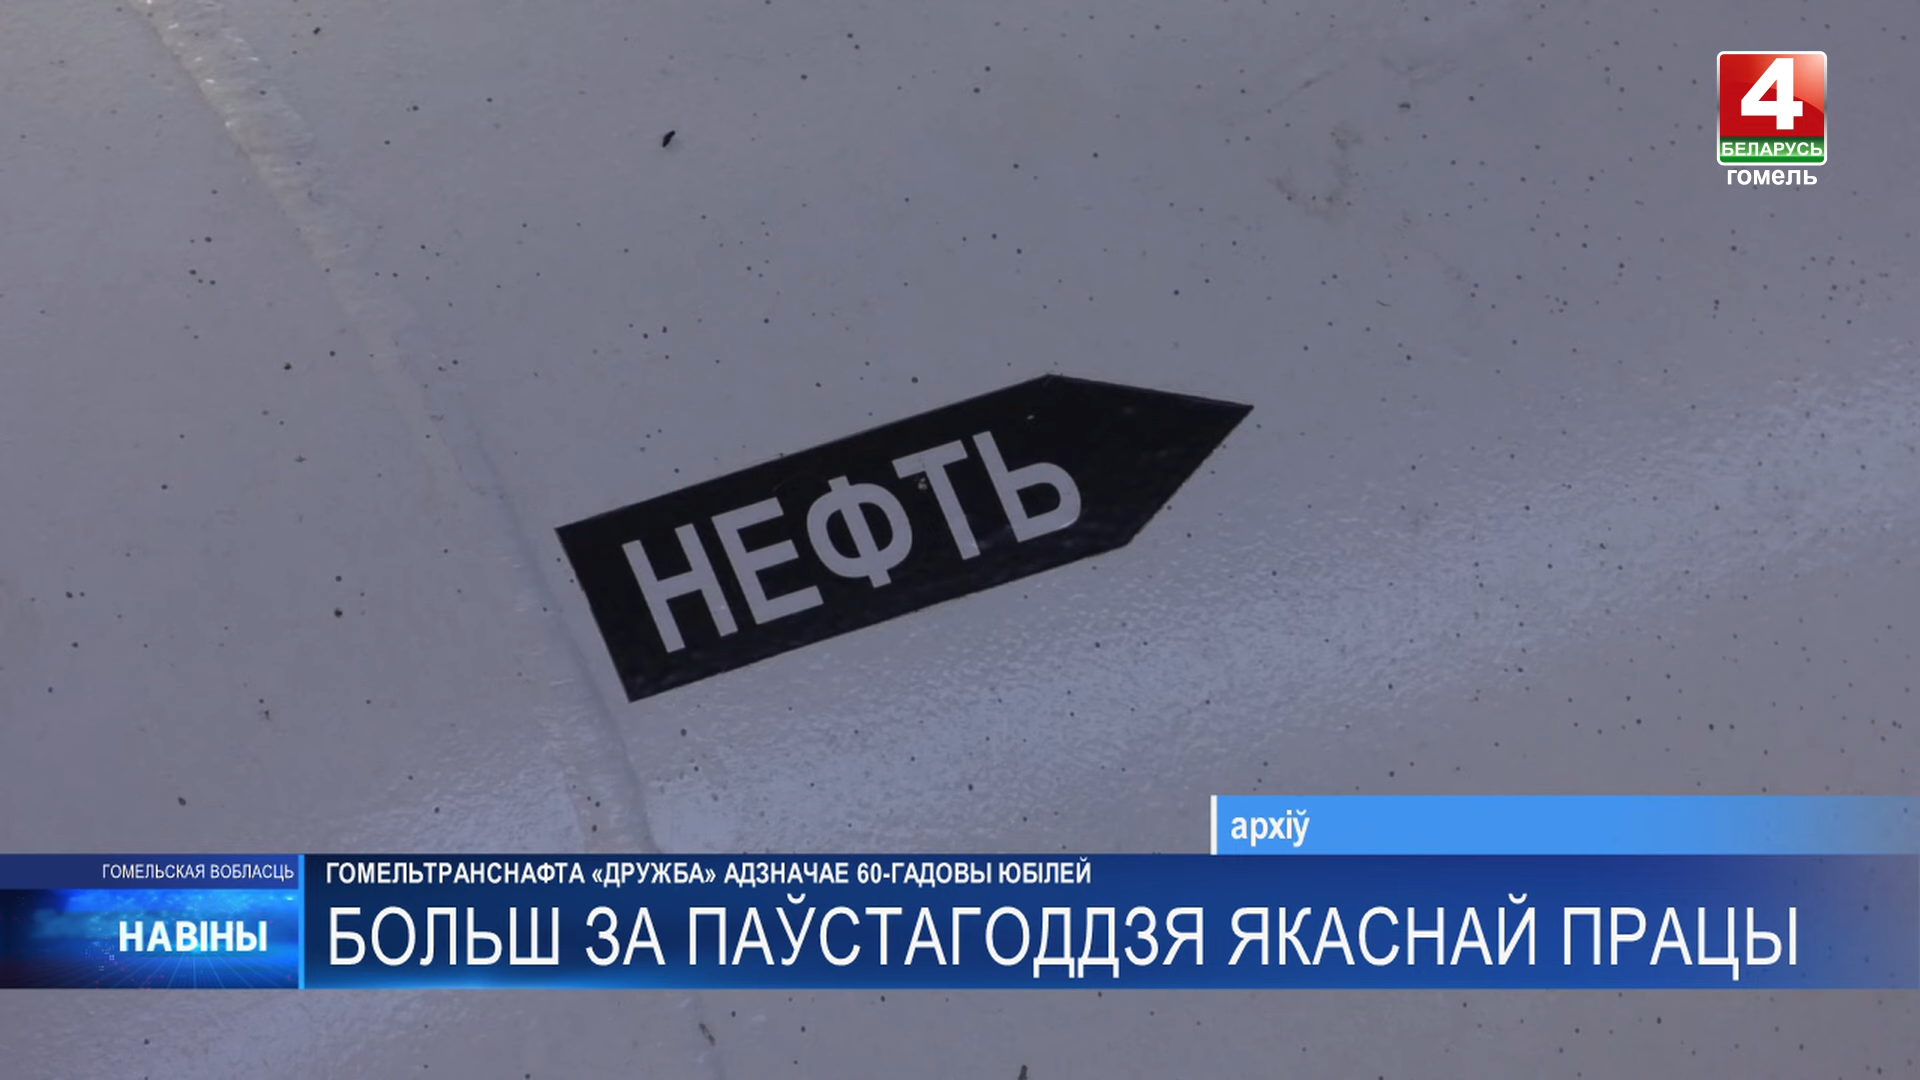 4
БЕЛАРУСЬ
гомель
НЕФТЬ
архіў
ГОМЕЛЬСКАЯ ВОБЛАСЦЬ
НАВІНЫ
ГОМЕЛЬТРАНСНАФТА «ДРУЖБА» АДЗНАЧАЕ 60-ГАДОВЫ ЮБІЛЕЙ
БОЛЬШ ЗА ПАЎСТАГОДДЗЯ ЯКАСНАЙ ПРАЦЫ